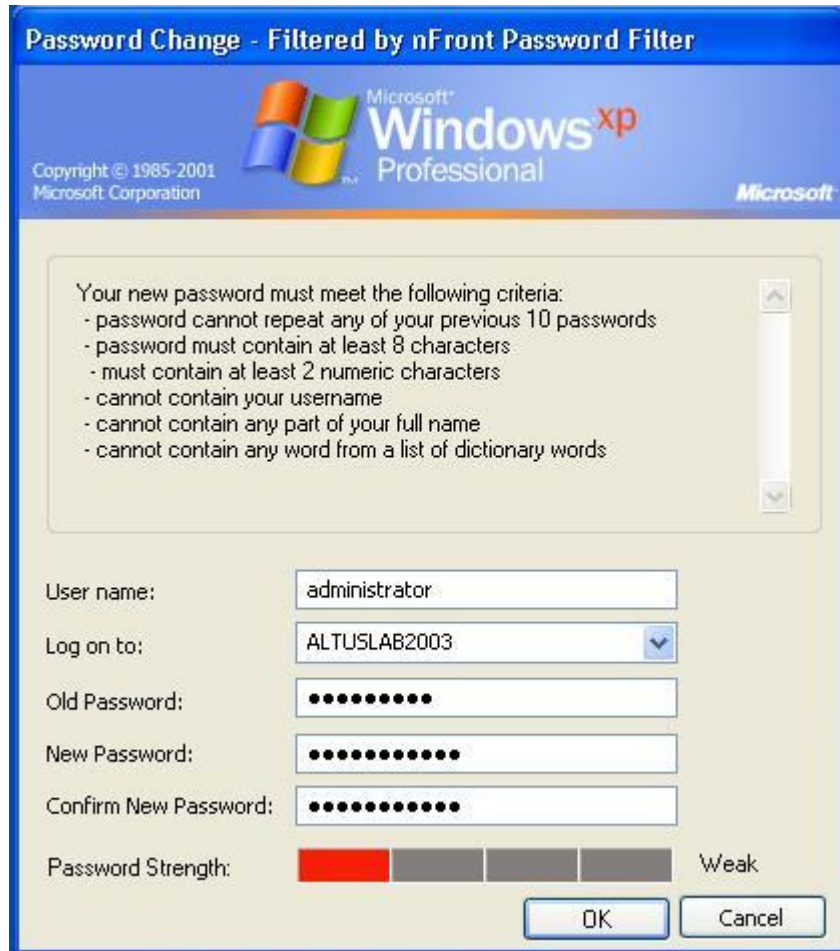 Password Change - Filtered by nFront Password Filter
Microsoft®
Windows xp
Professional
TM
Copyright © 1985-2001
Microsoft Corporation
Microsoft
Your new password must meet the following criteria:
- password cannot repeat any of your previous 10 passwords
- password must contain at least 8 characters
- must contain at least 2 numeric characters
- cannot contain your username
- cannot contain any part of your full name
- cannot contain any word from a list of dictionary words
User name: administrator
Log on to: ALTUSLAB2003
Old Password: ●●●●●●●●●
New Password: ●●●●●●●●●●●
Confirm New Password: ●●●●●●●●●●●
Password Strength: Weak
OK Cancel